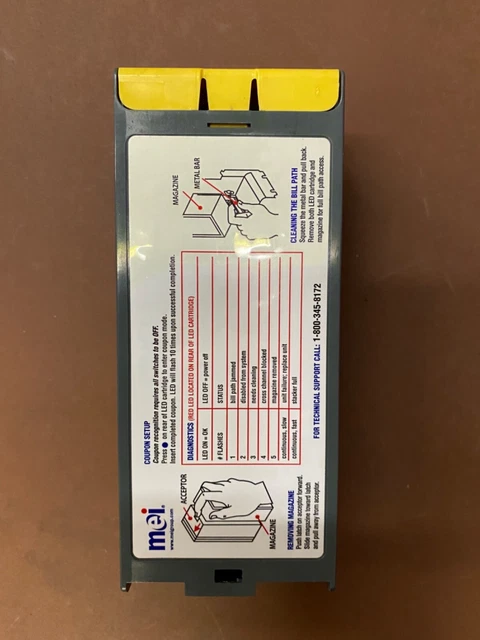 mei.
www.meigroup.com
ACCEPTOR
MAGAZINE
REMOVING MAGAZINE
Push latch on acceptor forward.
Slide magazine toward latch
and pull away from acceptor.
COUPON SETUP
Coupon recognition requires all switches to be OFF.
Press ● on rear of LED cartridge to enter coupon mode.
Insert completed coupon. LED will flash 10 times upon successful completion.
DIAGNOSTICS (RED LED LOCATED ON REAR OF LED CARTRIDGE)
LED ON = OK LED OFF = power off
# FLASHES STATUS
1 bill path jammed
2 disabled from system
3 needs cleaning
4 cross channel blocked
5 magazine removed
continuous, slow unit failure: replace unit
continuous, fast stacker full
FOR TECHNICAL SUPPORT CALL: 1-800-345-8172
MAGAZINE
METAL BAR
CLEANING THE BILL PATH
Squeeze the metal bar and pull back.
Remove both LED cartridge and
magazine for full bill path access.